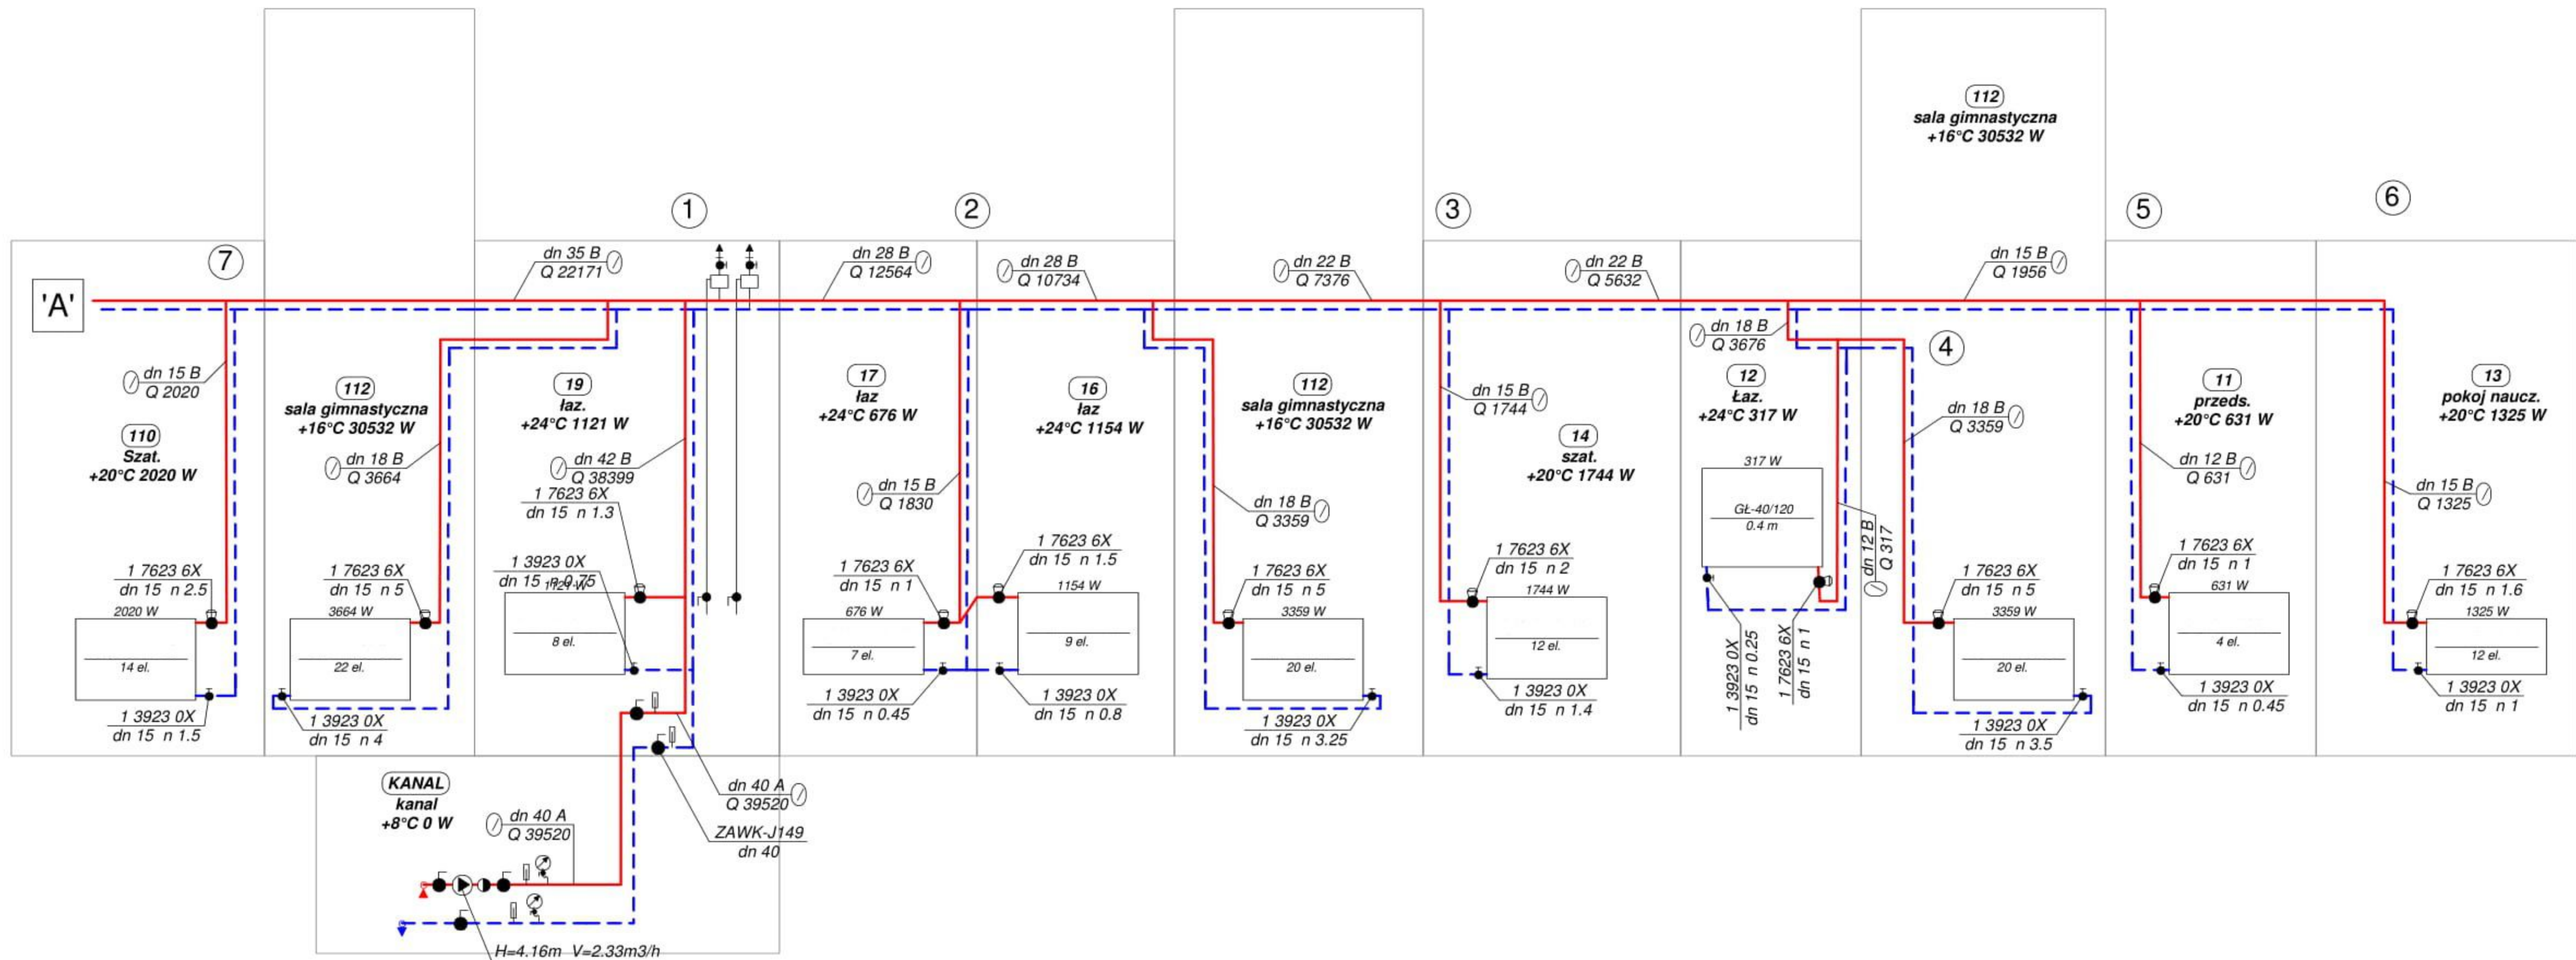 112
sala gimnastyczna
+16°C 30532 W
1
2
3
5
6
7
4
'A'
dn 35 B
Q 22171
dn 28 B
Q 12564
dn 28 B
Q 10734
dn 22 B
Q 7376
dn 22 B
Q 5632
dn 15 B
Q 1956
dn 15 B
Q 2020
110
Szat.
+20°C 2020 W
1 7623 6X
dn 15 n 2.5
2020 W
14 el.
1 3923 0X
dn 15 n 1.5
112
sala gimnastyczna
+16°C 30532 W
dn 18 B
Q 3664
1 7623 6X
dn 15 n 5
3664 W
22 el.
1 3923 0X
dn 15 n 4
19
łaz.
+24°C 1121 W
dn 42 B
Q 38399
1 7623 6X
dn 15 n 1.3
1 3923 0X
dn 15 n 0.75
1121 W
8 el.
17
łaz
+24°C 676 W
dn 15 B
Q 1830
1 7623 6X
dn 15 n 1
676 W
7 el.
1 3923 0X
dn 15 n 0.45
16
łaz
+24°C 1154 W
1 7623 6X
dn 15 n 1.5
1154 W
9 el.
1 3923 0X
dn 15 n 0.8
112
sala gimnastyczna
+16°C 30532 W
dn 18 B
Q 3359
1 7623 6X
dn 15 n 5
3359 W
20 el.
1 3923 0X
dn 15 n 3.25
dn 15 B
Q 1744
14
szat.
+20°C 1744 W
1 7623 6X
dn 15 n 2
1744 W
12 el.
1 3923 0X
dn 15 n 1.4
dn 18 B
Q 3676
12
Łaz.
+24°C 317 W
317 W
GŁ-40/120
0.4 m
dn 12 B
Q 317
1 3923 0X
dn 15 n 0.25
1 7623 6X
dn 15 n 1
dn 18 B
Q 3359
1 7623 6X
dn 15 n 5
3359 W
20 el.
1 3923 0X
dn 15 n 3.5
11
przeds.
+20°C 631 W
dn 12 B
Q 631
1 7623 6X
dn 15 n 1
631 W
4 el.
1 3923 0X
dn 15 n 0.45
13
pokoj naucz.
+20°C 1325 W
dn 15 B
Q 1325
1 7623 6X
dn 15 n 1.6
1325 W
12 el.
1 3923 0X
dn 15 n 1
KANAL
kanal
+8°C 0 W
dn 40 A
Q 39520
dn 40 A
Q 39520
ZAWK-J149
dn 40
H=4.16m V=2.33m3/h